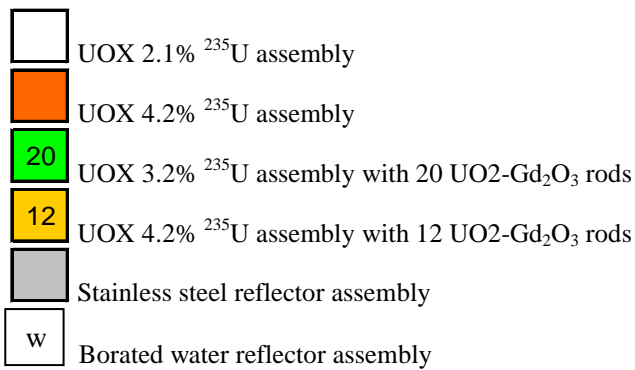 UOX 2.1% ²³⁵U assembly
UOX 4.2% ²³⁵U assembly
20 UOX 3.2% ²³⁵U assembly with 20 UO2-Gd₂O₃ rods
12 UOX 4.2% ²³⁵U assembly with 12 UO2-Gd₂O₃ rods
Stainless steel reflector assembly
w Borated water reflector assembly